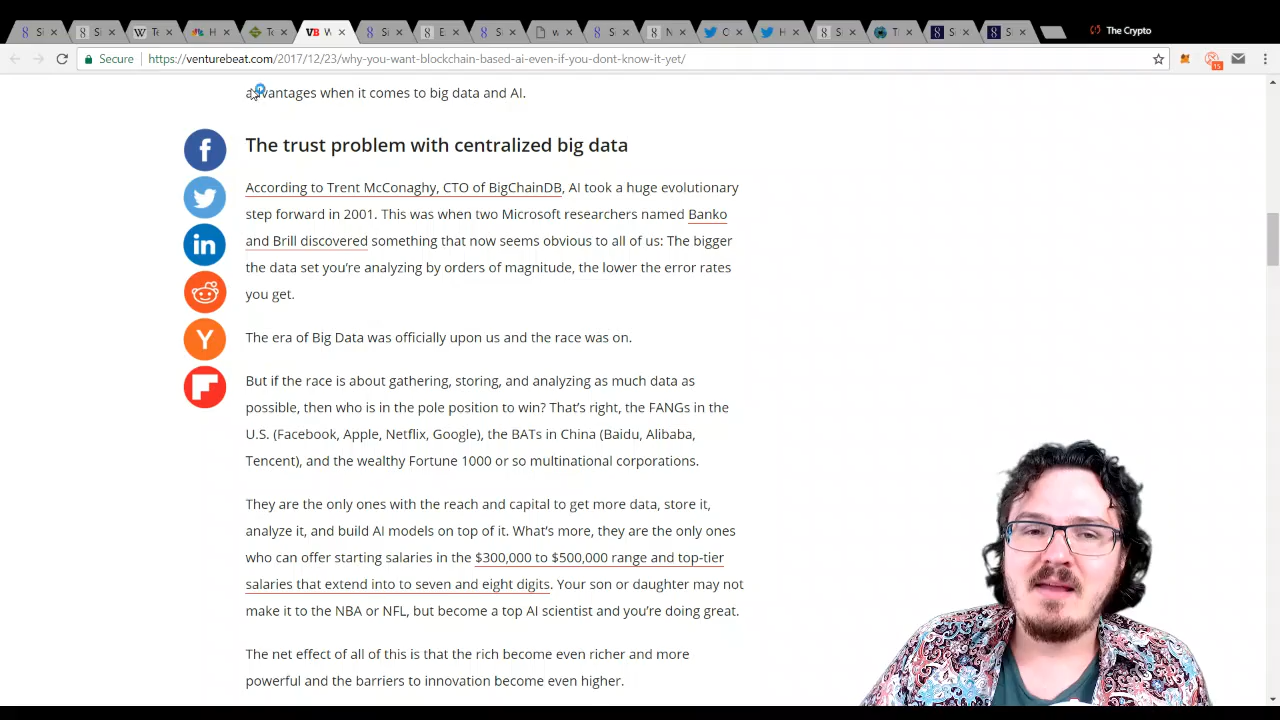 Si
Si
Te
H
Te
VB W
Si
E
Si
w
Si
N
C
H
S
T
S
S
The Crypto
Secure https://venturebeat.com/2017/12/23/why-you-want-blockchain-based-ai-even-if-you-dont-know-it-yet/
15
advantages when it comes to big data and AI.
The trust problem with centralized big data
According to Trent McConaghy, CTO of BigChainDB, AI took a huge evolutionary
step forward in 2001. This was when two Microsoft researchers named Banko
and Brill discovered something that now seems obvious to all of us: The bigger
the data set you’re analyzing by orders of magnitude, the lower the error rates
you get.
The era of Big Data was officially upon us and the race was on.
But if the race is about gathering, storing, and analyzing as much data as
possible, then who is in the pole position to win? That’s right, the FANGs in the
U.S. (Facebook, Apple, Netflix, Google), the BATs in China (Baidu, Alibaba,
Tencent), and the wealthy Fortune 1000 or so multinational corporations.
They are the only ones with the reach and capital to get more data, store it,
analyze it, and build AI models on top of it. What’s more, they are the only ones
who can offer starting salaries in the $300,000 to $500,000 range and top-tier
salaries that extend into to seven and eight digits. Your son or daughter may not
make it to the NBA or NFL, but become a top AI scientist and you’re doing great.
The net effect of all of this is that the rich become even richer and more
powerful and the barriers to innovation become even higher.